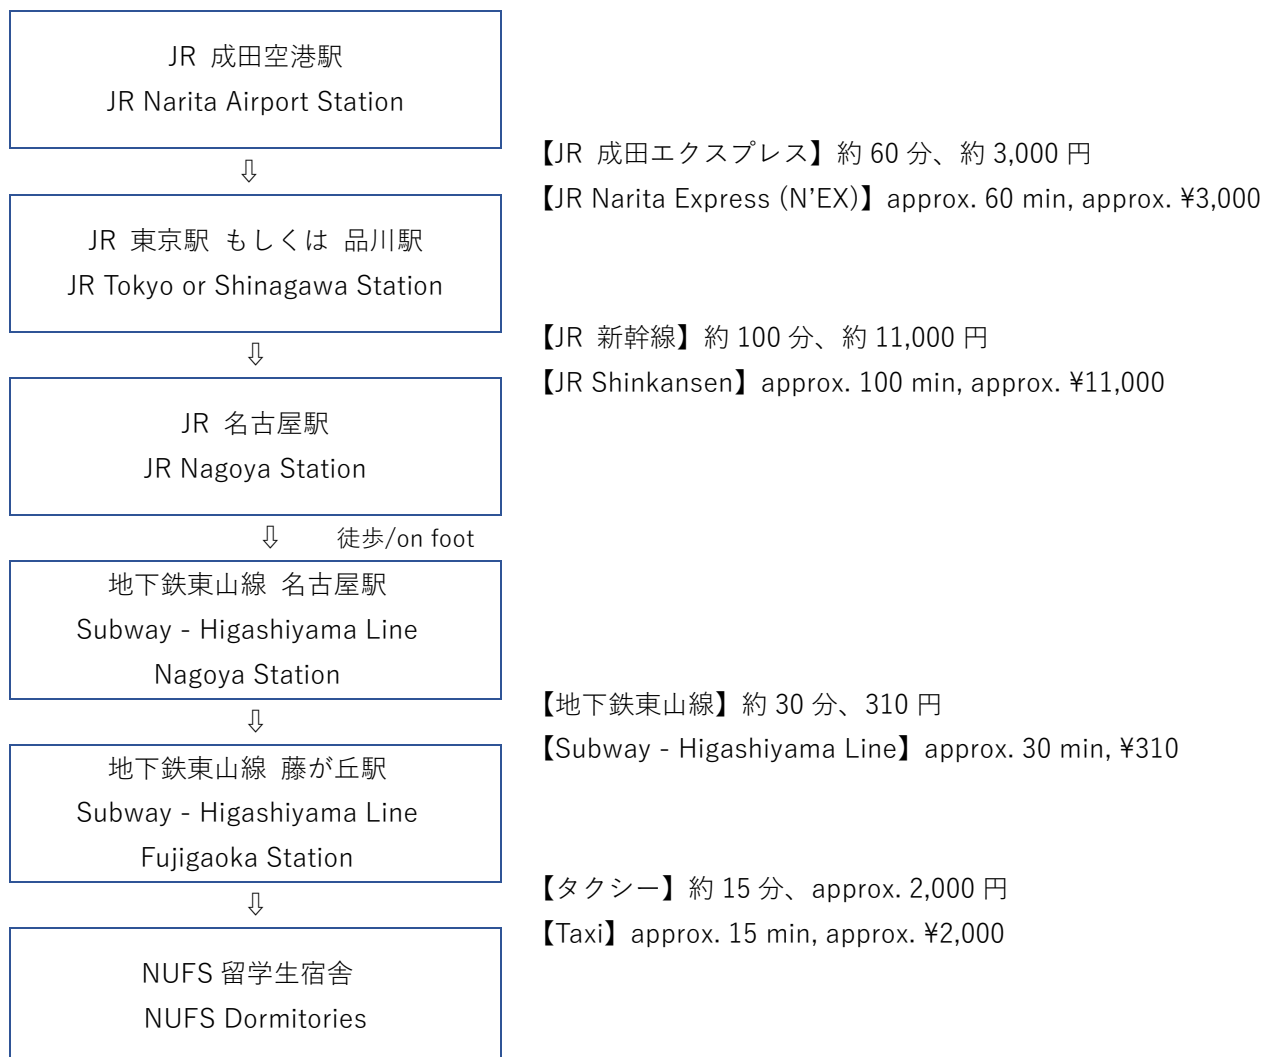 JR 成田空港駅
JR Narita Airport Station
⇩
【JR 成田エクスプレス】約 60 分、約 3,000 円
【JR Narita Express (N’EX)】approx. 60 min, approx. ¥3,000
JR 東京駅 もしくは 品川駅
JR Tokyo or Shinagawa Station
⇩
【JR 新幹線】約 100 分、約 11,000 円
【JR Shinkansen】approx. 100 min, approx. ¥11,000
JR 名古屋駅
JR Nagoya Station
⇩ 徒歩/on foot
地下鉄東山線 名古屋駅
Subway - Higashiyama Line
Nagoya Station
⇩
【地下鉄東山線】約 30 分、310 円
【Subway - Higashiyama Line】approx. 30 min, ¥310
地下鉄東山線 藤が丘駅
Subway - Higashiyama Line
Fujigaoka Station
⇩
【タクシー】約 15 分、approx. 2,000 円
【Taxi】approx. 15 min, approx. ¥2,000
NUFS 留学生宿舎
NUFS Dormitories